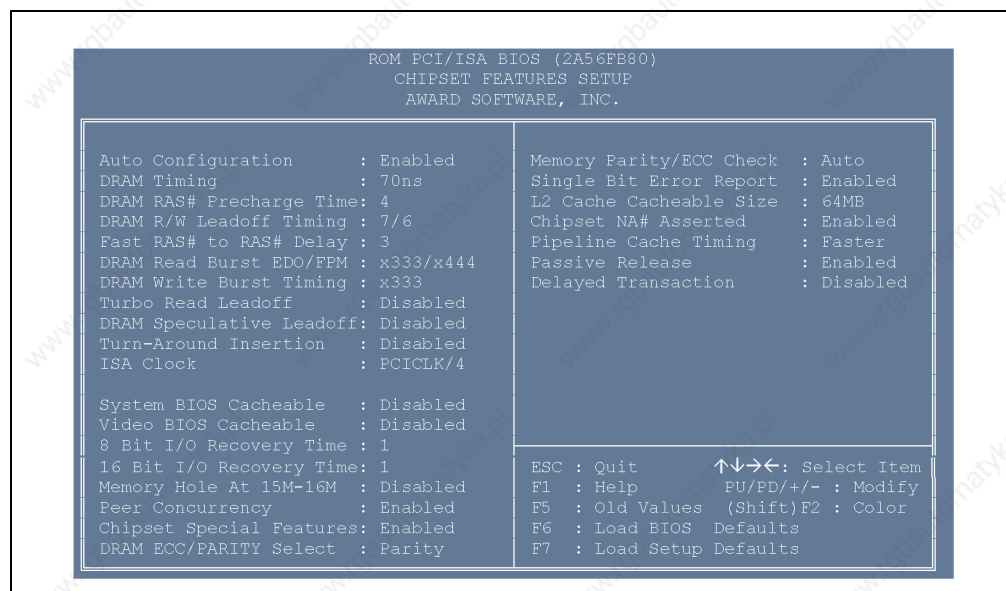 ROM PCI/ISA BIOS (2A56FB80)
CHIPSET FEATURES SETUP
AWARD SOFTWARE, INC.
Auto Configuration : Enabled
DRAM Timing : 70ns
DRAM RAS# Precharge Time: 4
DRAM R/W Leadoff Timing : 7/6
Fast RAS# to RAS# Delay : 3
DRAM Read Burst EDO/FPM : x333/x444
DRAM Write Burst Timing : x333
Turbo Read Leadoff : Disabled
DRAM Speculative Leadoff: Disabled
Turn-Around Insertion : Disabled
ISA Clock : PCICLK/4
System BIOS Cacheable : Disabled
Video BIOS Cacheable : Disabled
8 Bit I/O Recovery Time : 1
16 Bit I/O Recovery Time: 1
Memory Hole At 15M-16M : Disabled
Peer Concurrency : Enabled
Chipset Special Features: Enabled
DRAM ECC/PARITY Select : Parity
Memory Parity/ECC Check : Auto
Single Bit Error Report : Enabled
L2 Cache Cacheable Size : 64MB
Chipset NA# Asserted : Enabled
Pipeline Cache Timing : Faster
Passive Release : Enabled
Delayed Transaction : Disabled
ESC : Quit ↑↓→←: Select Item
F1 : Help PU/PD/+/- : Modify
F5 : Old Values (Shift)F2 : Color
F6 : Load BIOS Defaults
F7 : Load Setup Defaults
www.rgbautomatyka.pl